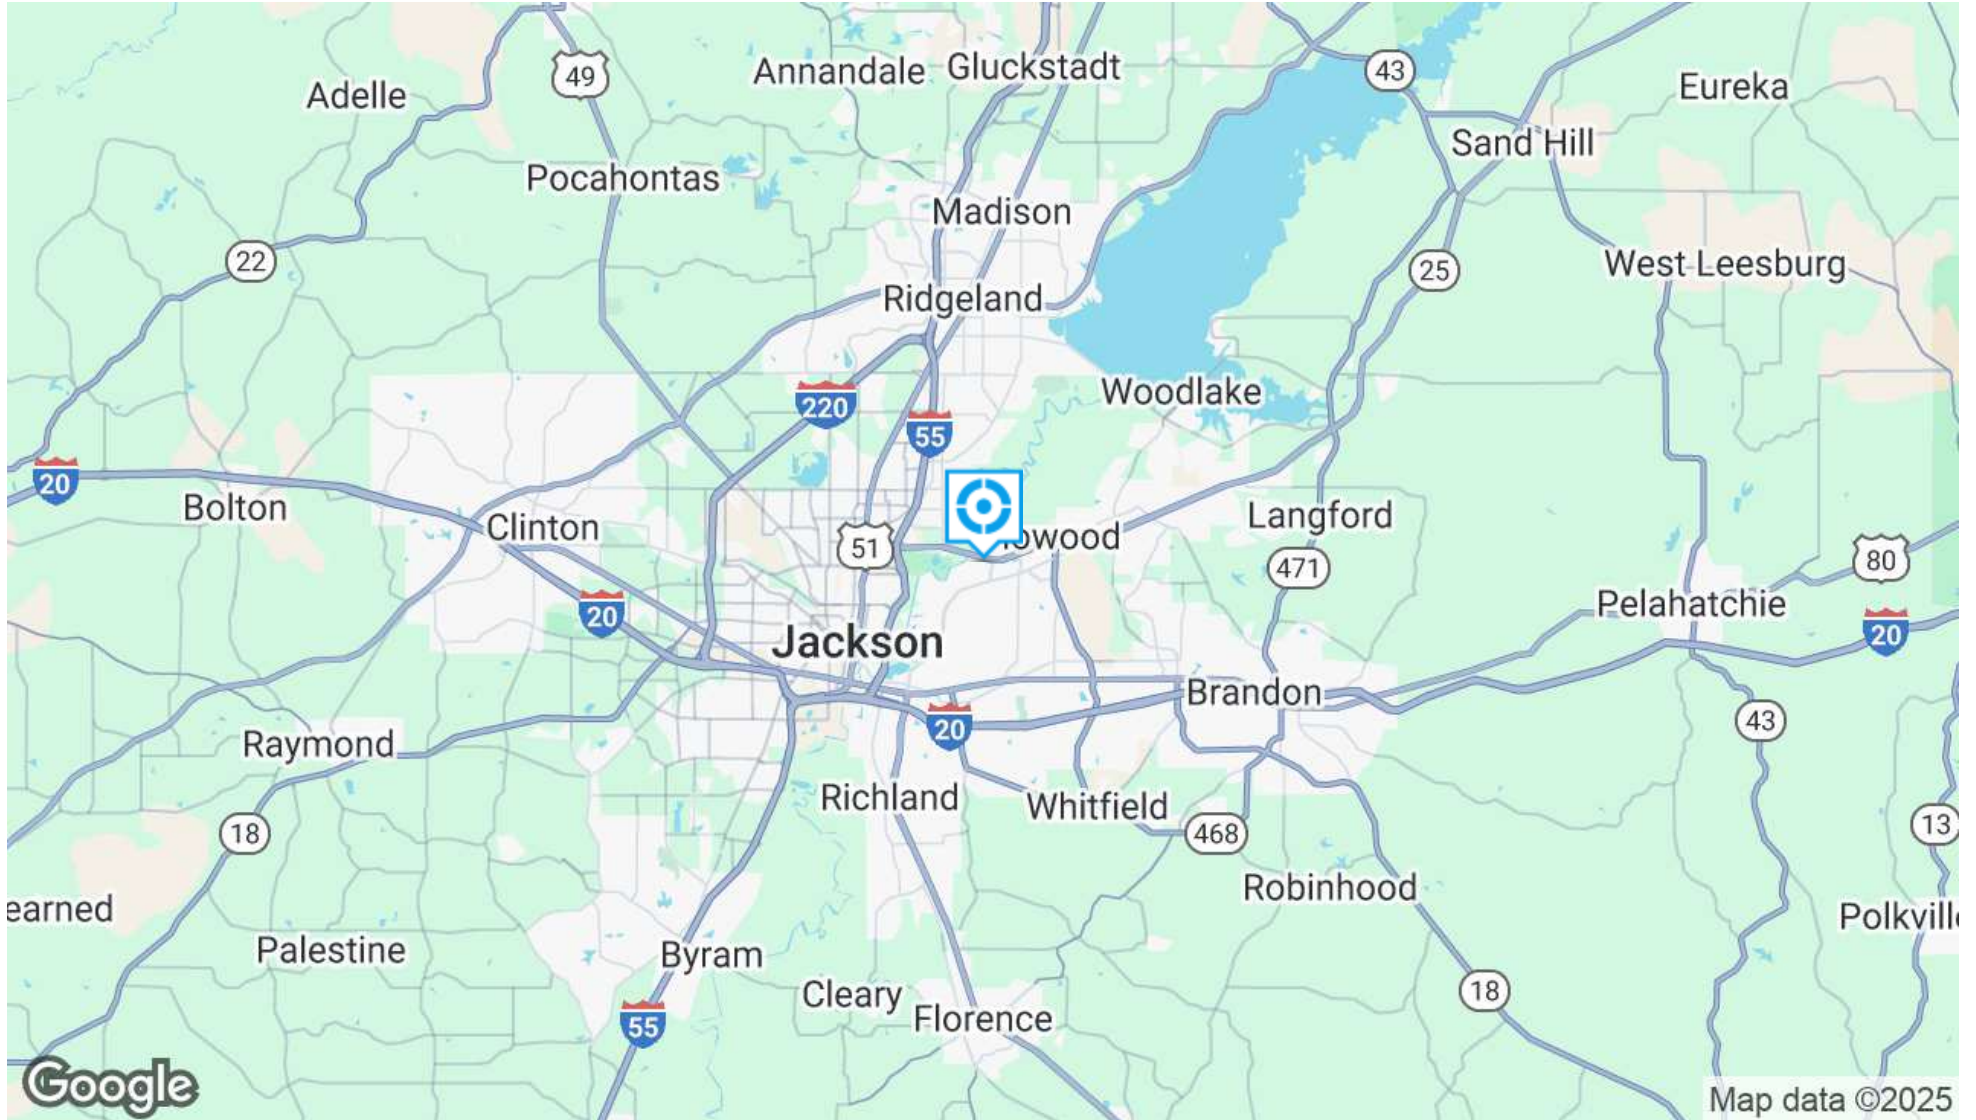 Annandale
Gluckstadt
43
49
Eureka
Adelle
Sand Hill
Pocahontas
Madison
22
West Leesburg
25
Ridgeland
Woodlake
220
55
20
Bolton
Clinton
Langford
51
owood
471
80
20
Pelahatchie
20
Jackson
Brandon
20
43
Raymond
Richland
Whitfield
18
468
13
Robinhood
earned
Polkville
Palestine
Byram
Cleary
18
Florence
55
Google
Map data ©2025